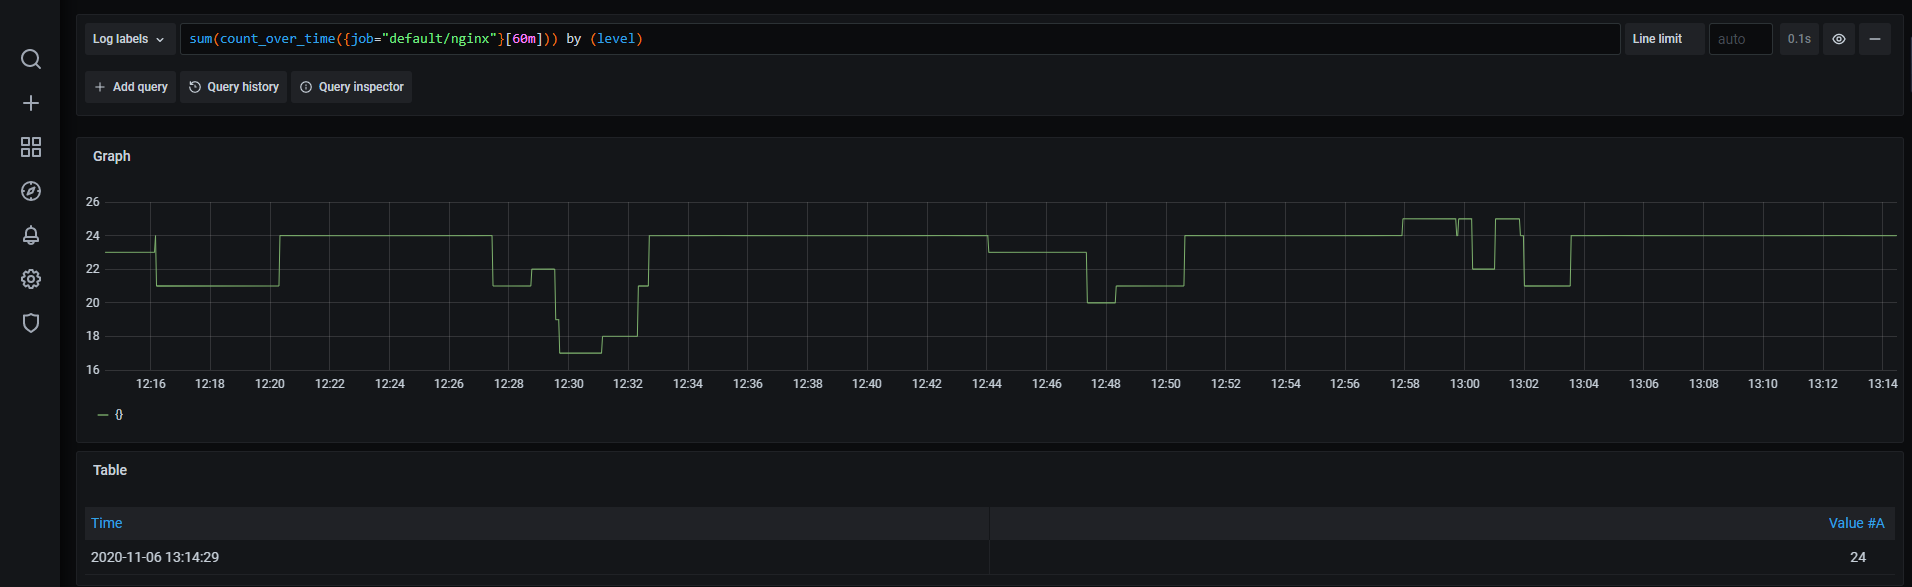 Log labels sum(count_over_time({job="default/nginx"}[60m])) by (level) Line limit auto 0.1s
Add query Query history Query inspector
Graph
26
24
22
20
18
16
12:16 12:18 12:20 12:22 12:24 12:26 12:28 12:30 12:32 12:34 12:36 12:38 12:40 12:42 12:44 12:46 12:48 12:50 12:52 12:54 12:56 12:58 13:00 13:02 13:04 13:06 13:08 13:10 13:12 13:14
{}
Table
Time Value #A
2020-11-06 13:14:29 24